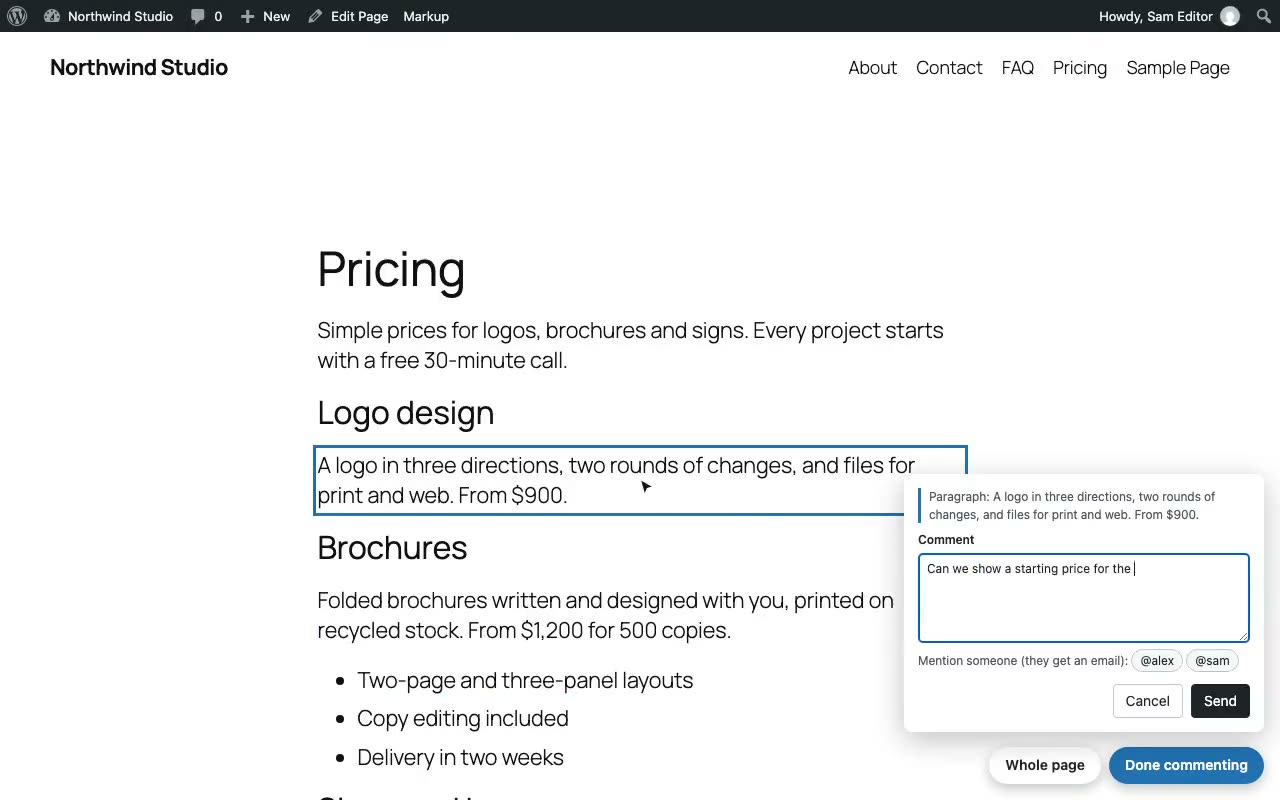 Northwind Studio 0 New Edit Page Markup Howdy, Sam Editor
Northwind Studio
About Contact FAQ Pricing Sample Page
Pricing
Simple prices for logos, brochures and signs. Every project starts
with a free 30-minute call.
Logo design
A logo in three directions, two rounds of changes, and files for
print and web. From $900.
Brochures
Folded brochures written and designed with you, printed on
recycled stock. From $1,200 for 500 copies.
Two-page and three-panel layouts
Copy editing included
Delivery in two weeks
Paragraph: A logo in three directions, two rounds of
changes, and files for print and web. From $900.
Comment
Can we show a starting price for the
Mention someone (they get an email): @alex @sam
Cancel Send
Whole page Done commenting